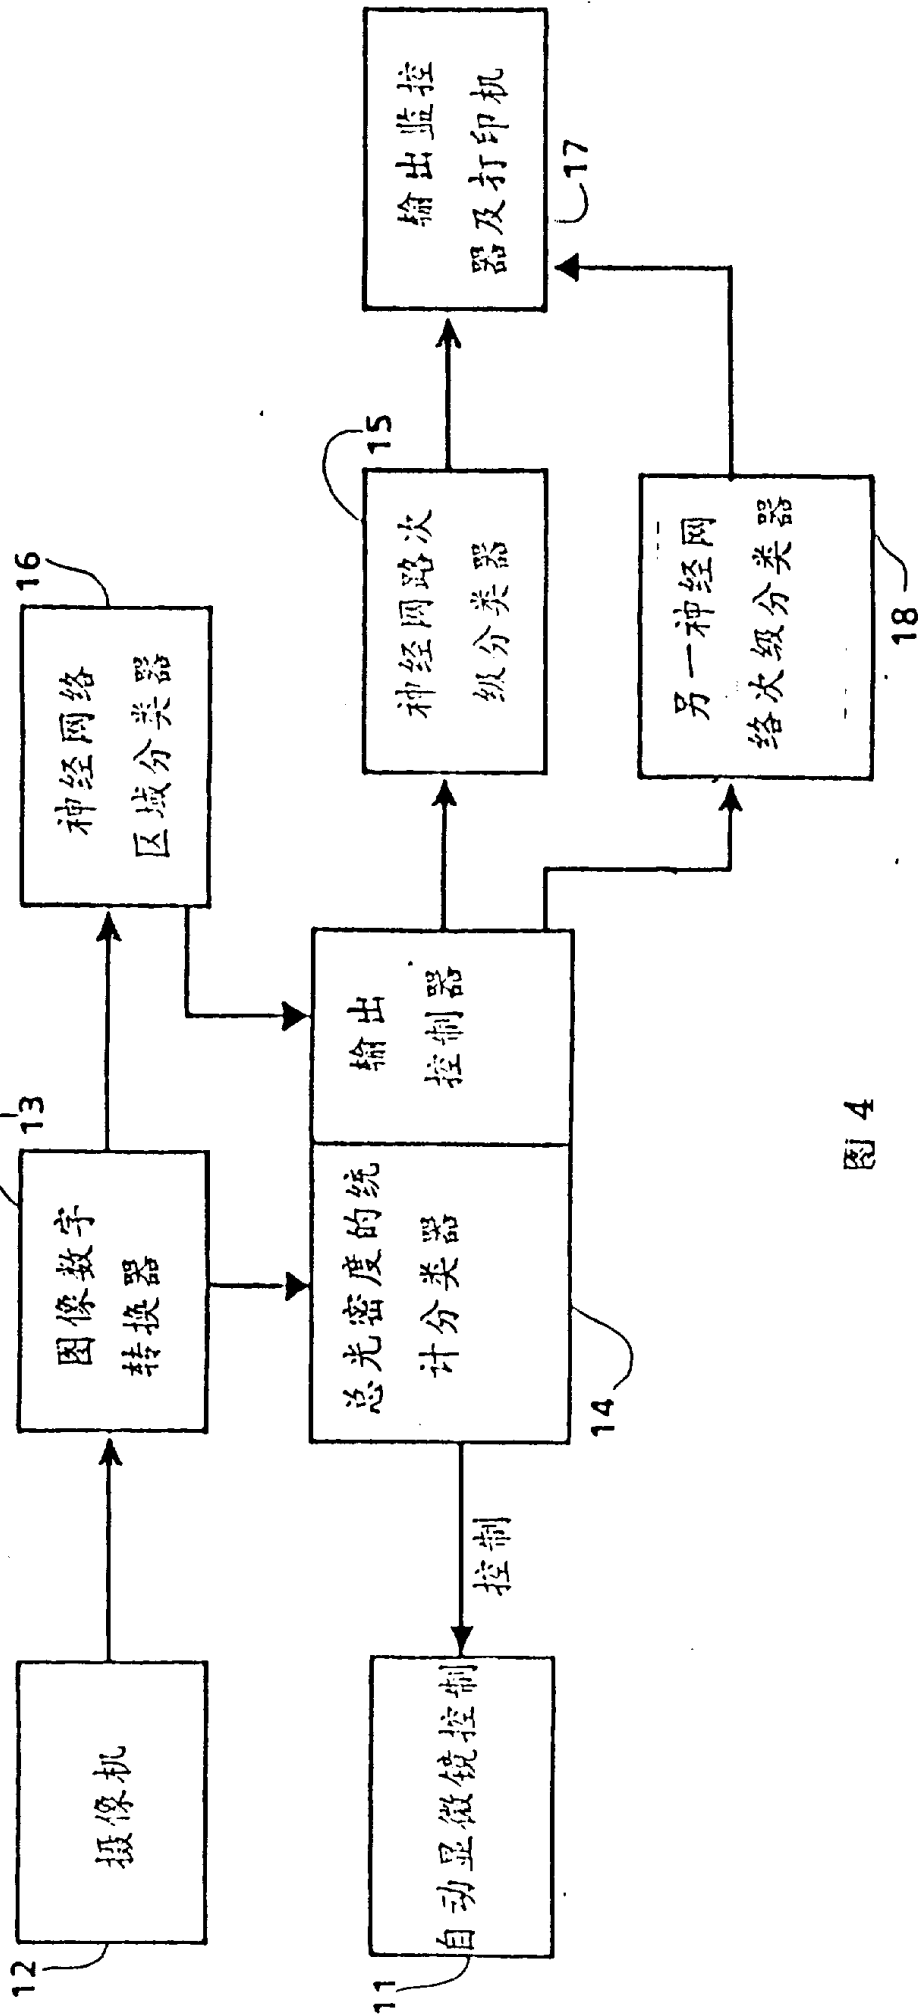 12
摄像机
13
图像数字
转换器
16
神经网络
区域分类器
11
自动显微镜控制
控制
14
总光密度的统
计分类器
输出
控制器
15
神经网路次
级分类器
17
输出监控
器及打印机
18
另一神经网
络次级分类器
图4